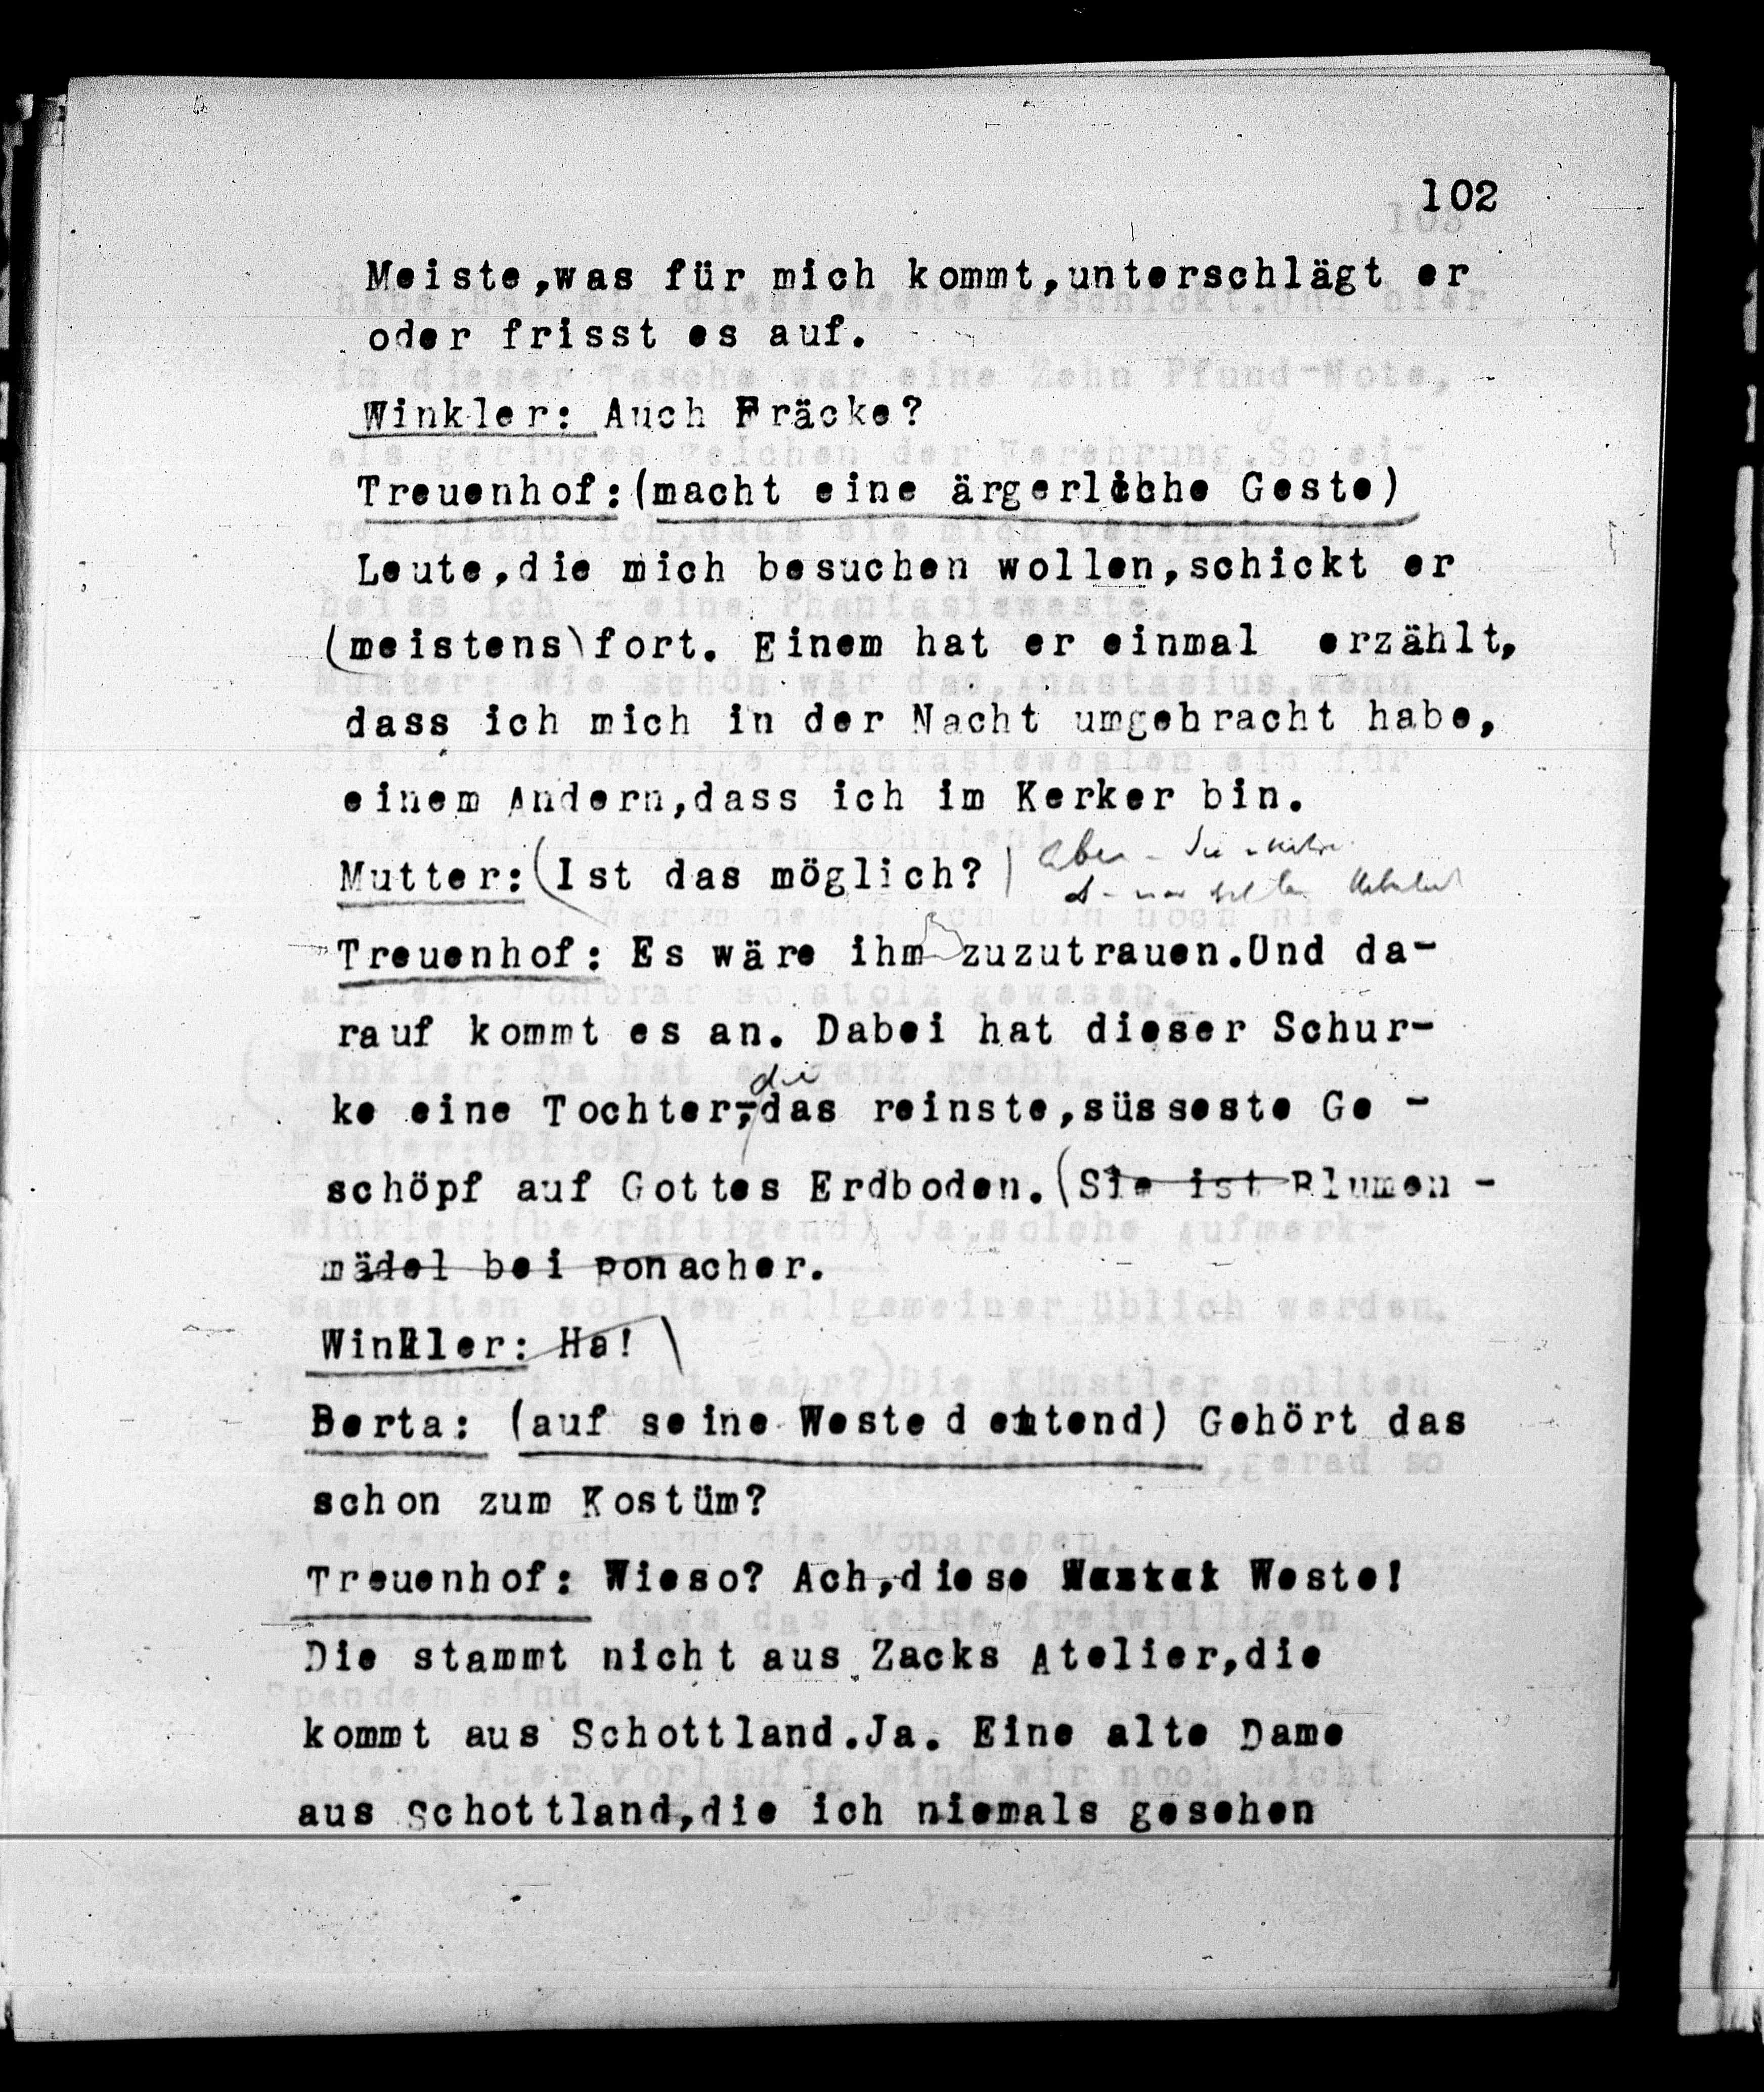 102
Meiste,was für mich kommt,unterschlägt er
oder frisst es auf.
Winkler: Auch Fräcke?
Treuenhof:(macht eine ärgerliche Geste)
Leute,die mich besuchen wollen,schickt er
(meistens) fort. Einem hat er einmal erzählt,
dass ich mich in der Nacht umgebracht habe,
einem Andern,dass ich im Kerker bin.
Mutter:(Ist das möglich?) Aber
Treuenhof: Es wäre ihm zuzutrauen.Und da-
rauf kommt es an. Dabei hat dieser Schur-
die
ke eine Tochter,das reinste,süsseste Ge -
schöpf auf Gottes Erdboden.(Sie ist Blumen -
mädel bei Ronacher.
Winkler: Ha!)
Berta: (auf seine Weste deutend) Gehört das
schon zum Kostüm?
Treuenhof: Wieso? Ach,diese Weste!
Die stammt nicht aus Zacks Atelier,die
kommt aus Schottland.Ja. Eine alte Dame
aus Schottland,die ich niemals gesehen